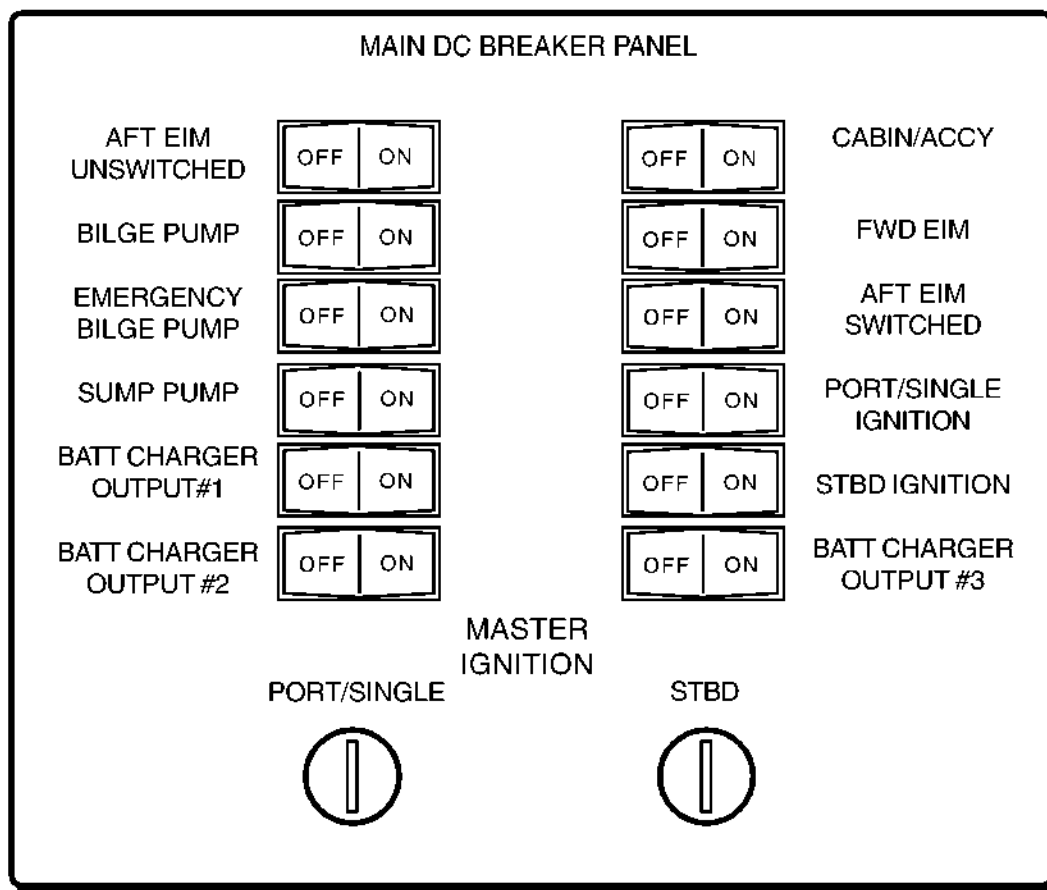 MAIN DC BREAKER PANEL
AFT EIM
UNSWITCHED
OFF ON
OFF ON
CABIN/ACCY
BILGE PUMP
OFF ON
OFF ON
FWD EIM
EMERGENCY
BILGE PUMP
OFF ON
OFF ON
AFT EIM
SWITCHED
SUMP PUMP
OFF ON
OFF ON
PORT/SINGLE
IGNITION
BATT CHARGER
OUTPUT#1
OFF ON
OFF ON
STBD IGNITION
BATT CHARGER
OUTPUT #2
OFF ON
OFF ON
BATT CHARGER
OUTPUT #3
MASTER
IGNITION
PORT/SINGLE
STBD